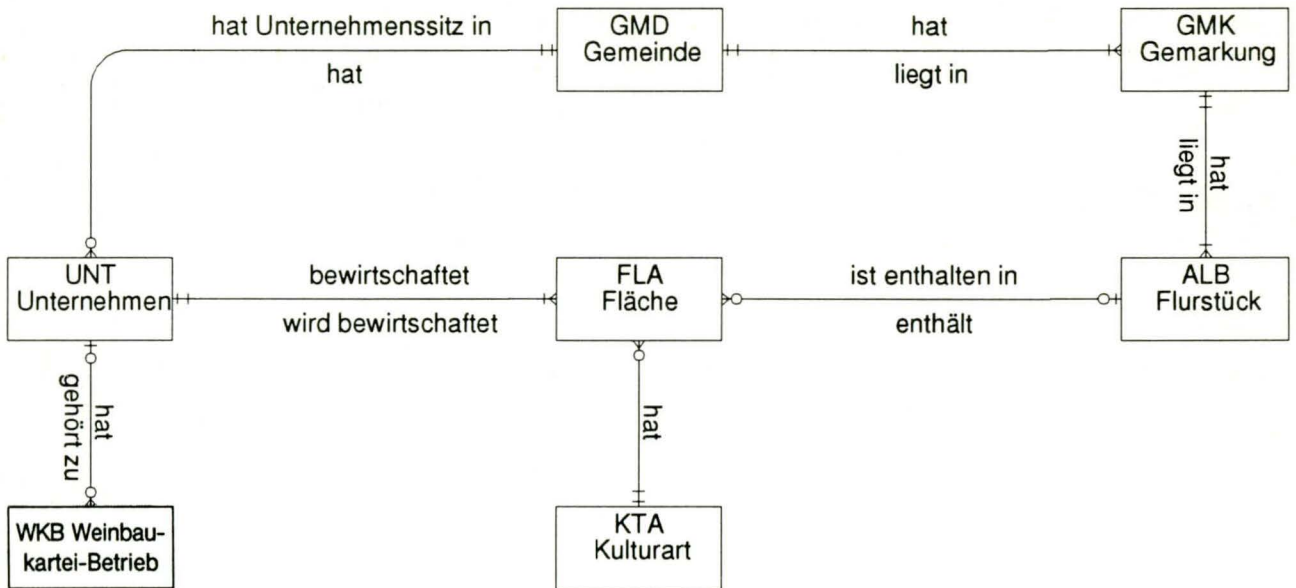 hat Unternehmenssitz in
hat
GMD
Gemeinde
hat
liegt in
GMK
Gemarkung
hat
liegt in
UNT
Unternehmen
bewirtschaftet
wird bewirtschaftet
FLA
Fläche
ist enthalten in
enthält
ALB
Flurstück
hat
gehört zu
hat
WKB Weinbau-
kartei-Betrieb
KTA
Kulturart